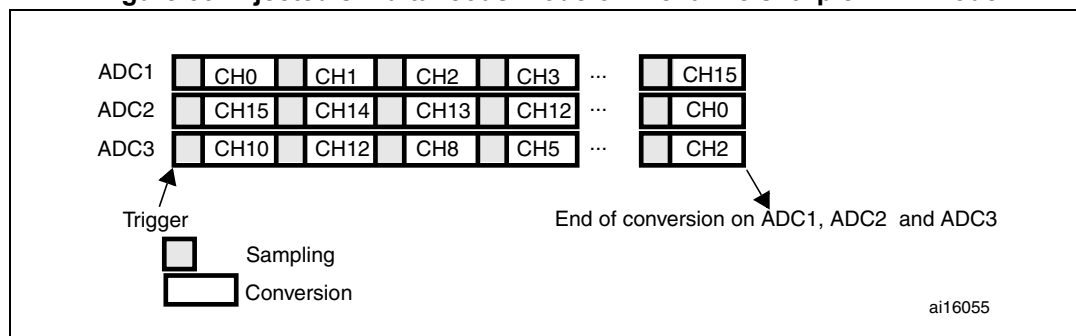 ADC1 CH0 CH1 CH2 CH3 ... CH15
ADC2 CH15 CH14 CH13 CH12 ... CH0
ADC3 CH10 CH12 CH8 CH5 ... CH2
Trigger
End of conversion on ADC1, ADC2 and ADC3
Sampling
Conversion
ai16055